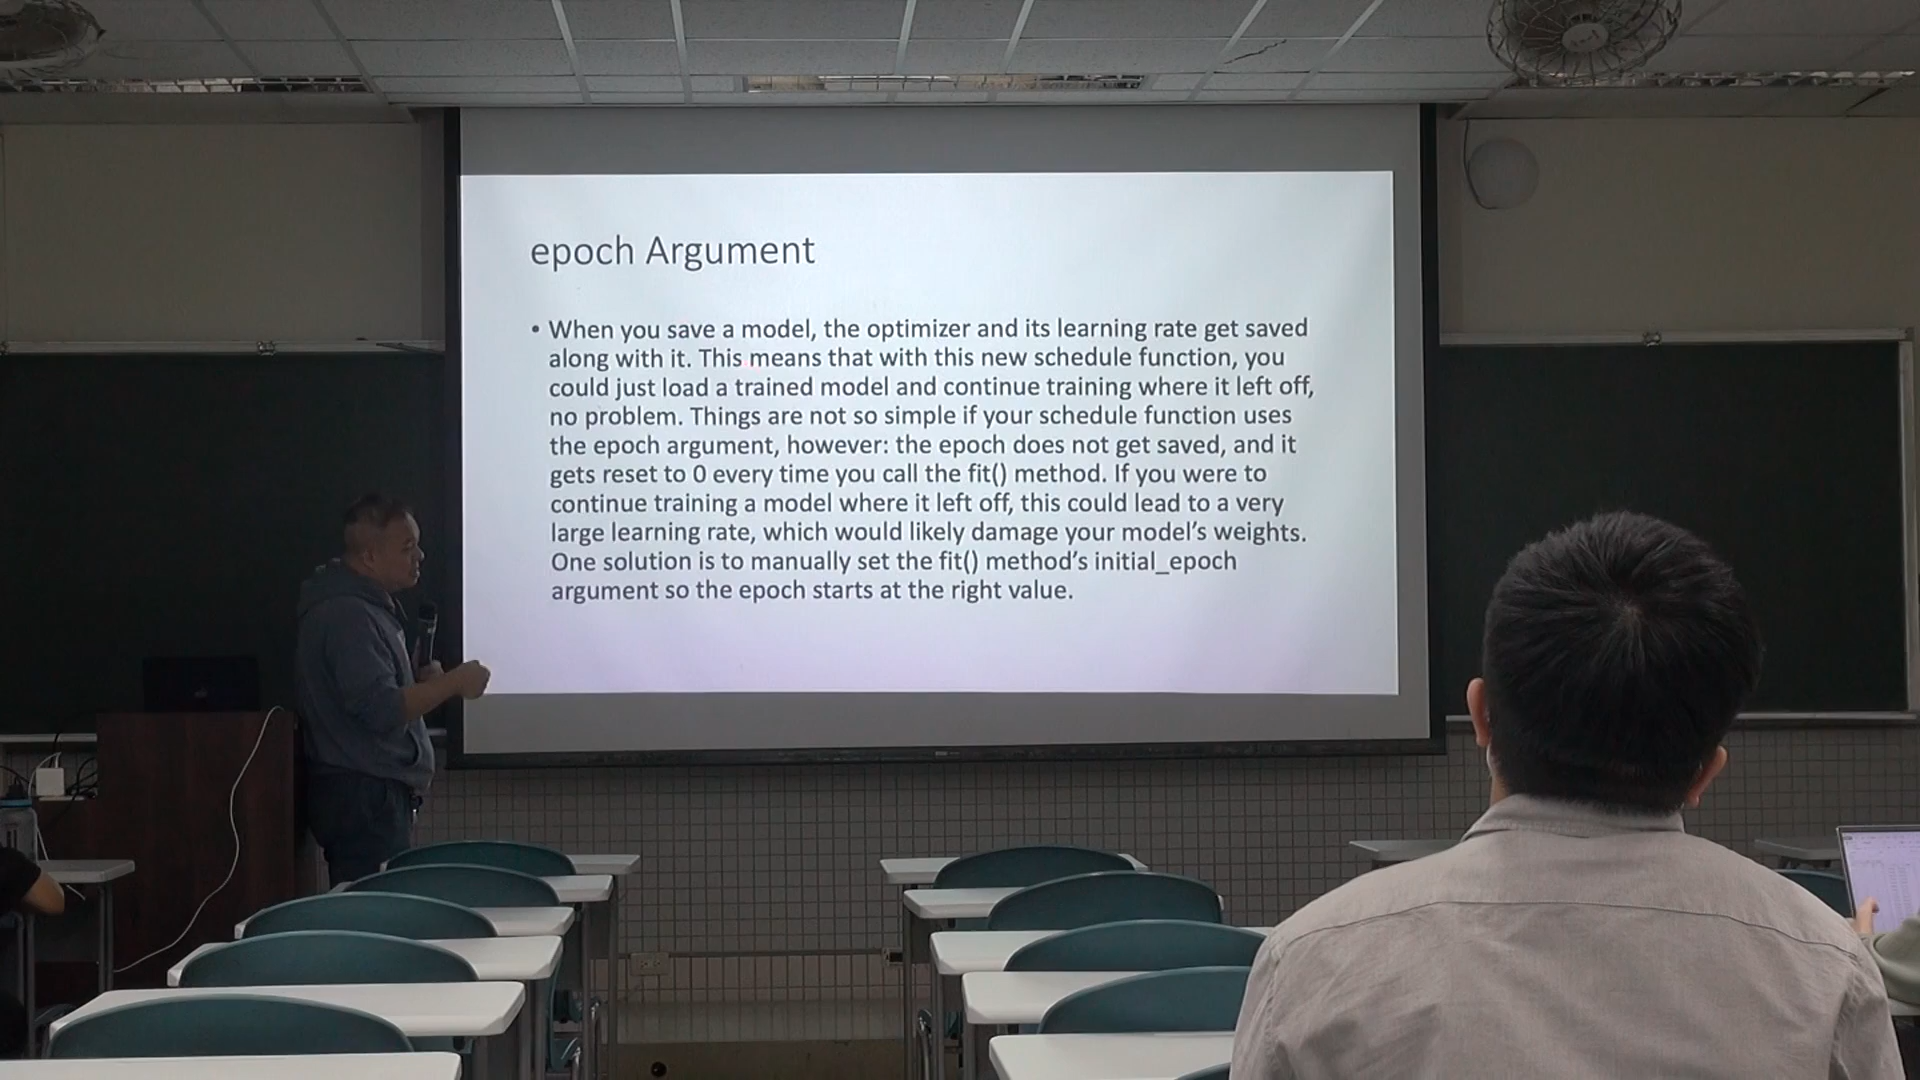 epoch Argument
• When you save a model, the optimizer and its learning rate get saved
along with it. This means that with this new schedule function, you
could just load a trained model and continue training where it left off,
no problem. Things are not so simple if your schedule function uses
the epoch argument, however: the epoch does not get saved, and it
gets reset to 0 every time you call the fit() method. If you were to
continue training a model where it left off, this could lead to a very
large learning rate, which would likely damage your model’s weights.
One solution is to manually set the fit() method’s initial_epoch
argument so the epoch starts at the right value.